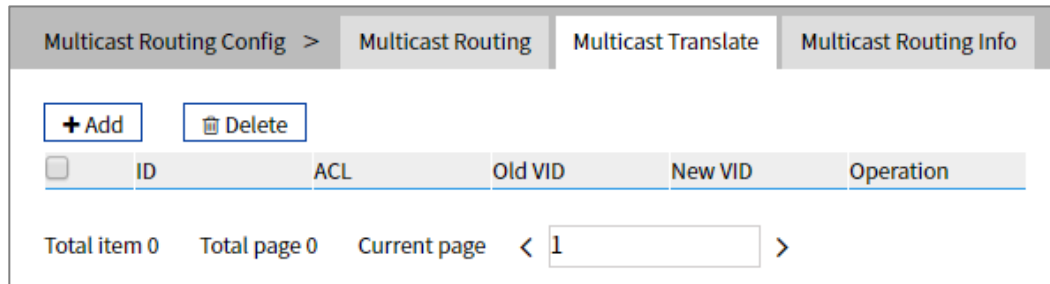 Multicast Routing Config > Multicast Routing Multicast Translate Multicast Routing Info
+ Add Delete
ID ACL Old VID New VID Operation
Total item 0 Total page 0 Current page < 1 >